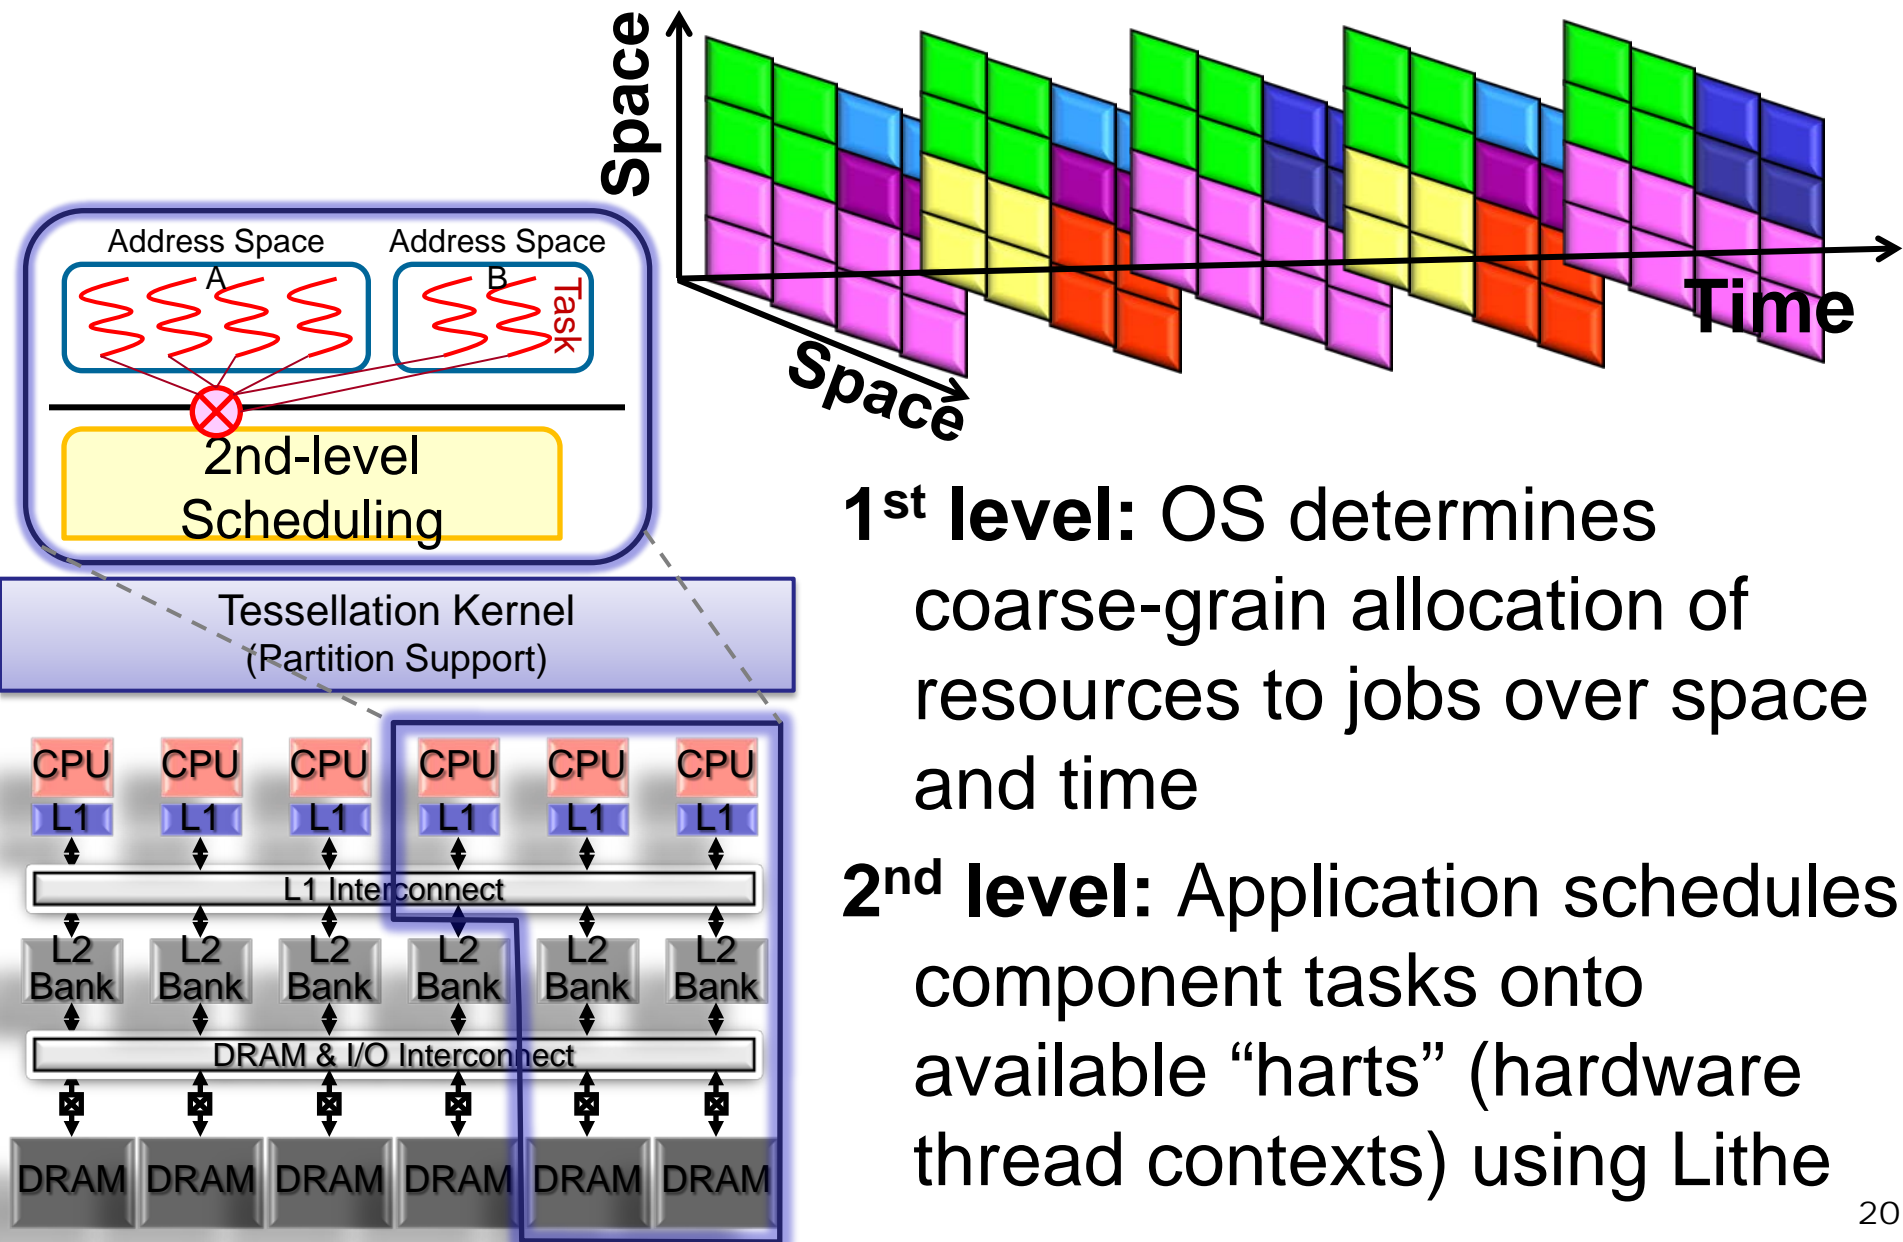 Space
Space
Time
Address Space
A
Address Space
B
Task
2nd-level
Scheduling
Tessellation Kernel
(Partition Support)
CPU CPU CPU CPU CPU CPU
L1 L1 L1 L1 L1 L1
L1 Interconnect
L2 L2 L2 L2 L2 L2
Bank Bank Bank Bank Bank Bank
DRAM & I/O Interconnect
DRAM DRAM DRAM DRAM DRAM DRAM
1st level: OS determines
coarse-grain allocation of
resources to jobs over space
and time
2nd level: Application schedules
component tasks onto
available “harts” (hardware
thread contexts) using Lithe
20